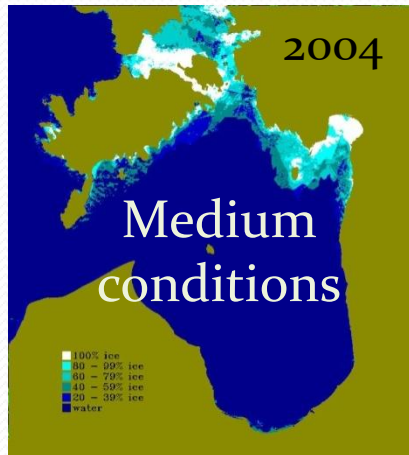 2004
Medium
conditions
100% ice
80 - 99% ice
60 - 79% ice
40 - 59% ice
20 - 39% ice
water